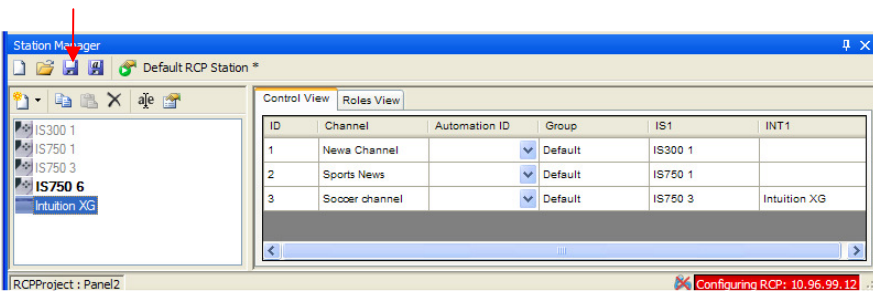 Station Manager
Default RCP Station *
Control View Roles View
ID Channel Automation ID Group IS1 INT1
1 Newa Channel Default IS300 1
2 Sports News Default IS750 1
3 Soccer channel Default IS750 3 Intuition XG
IS300 1
IS750 1
IS750 3
IS750 6
Intuition XG
RCPProject : Panel2 Configuring RCP: 10.96.99.12